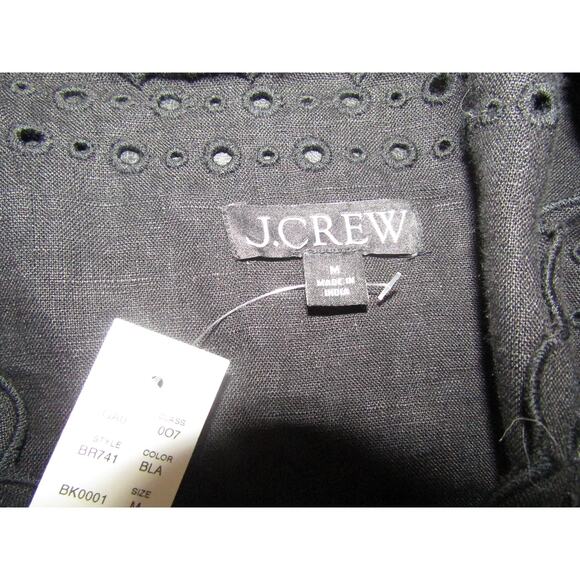 J.CREW
M
MADE IN
INDIA
CLASS
007
STYLE COLOR
BR741 BLA
BK0001 SIZE
M